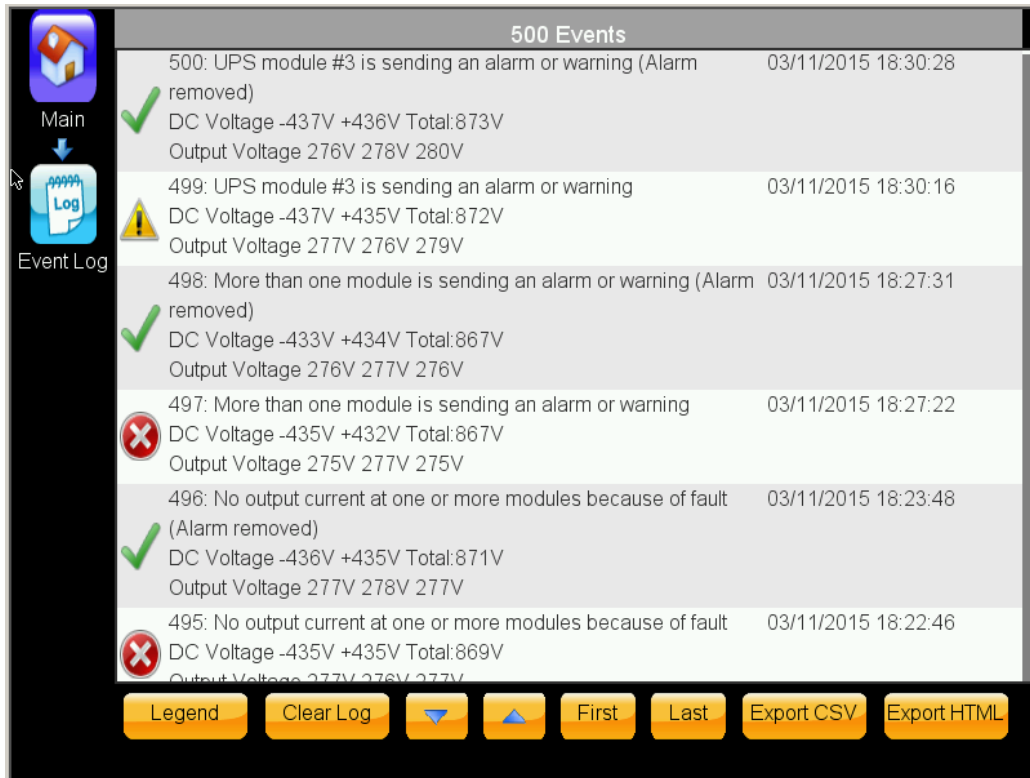 500 Events
Main
Log
Event Log
500: UPS module #3 is sending an alarm or warning (Alarm 03/11/2015 18:30:28
removed)
DC Voltage -437V +436V Total:873V
Output Voltage 276V 278V 280V
499: UPS module #3 is sending an alarm or warning 03/11/2015 18:30:16
DC Voltage -437V +435V Total:872V
Output Voltage 277V 276V 279V
498: More than one module is sending an alarm or warning (Alarm 03/11/2015 18:27:31
removed)
DC Voltage -433V +434V Total:867V
Output Voltage 276V 277V 276V
497: More than one module is sending an alarm or warning 03/11/2015 18:27:22
DC Voltage -435V +432V Total:867V
Output Voltage 275V 277V 275V
496: No output current at one or more modules because of fault 03/11/2015 18:23:48
(Alarm removed)
DC Voltage -436V +435V Total:871V
Output Voltage 277V 278V 277V
495: No output current at one or more modules because of fault 03/11/2015 18:22:46
DC Voltage -435V +435V Total:869V
Output Voltage 277V 276V 277V
Legend Clear Log First Last Export CSV Export HTML